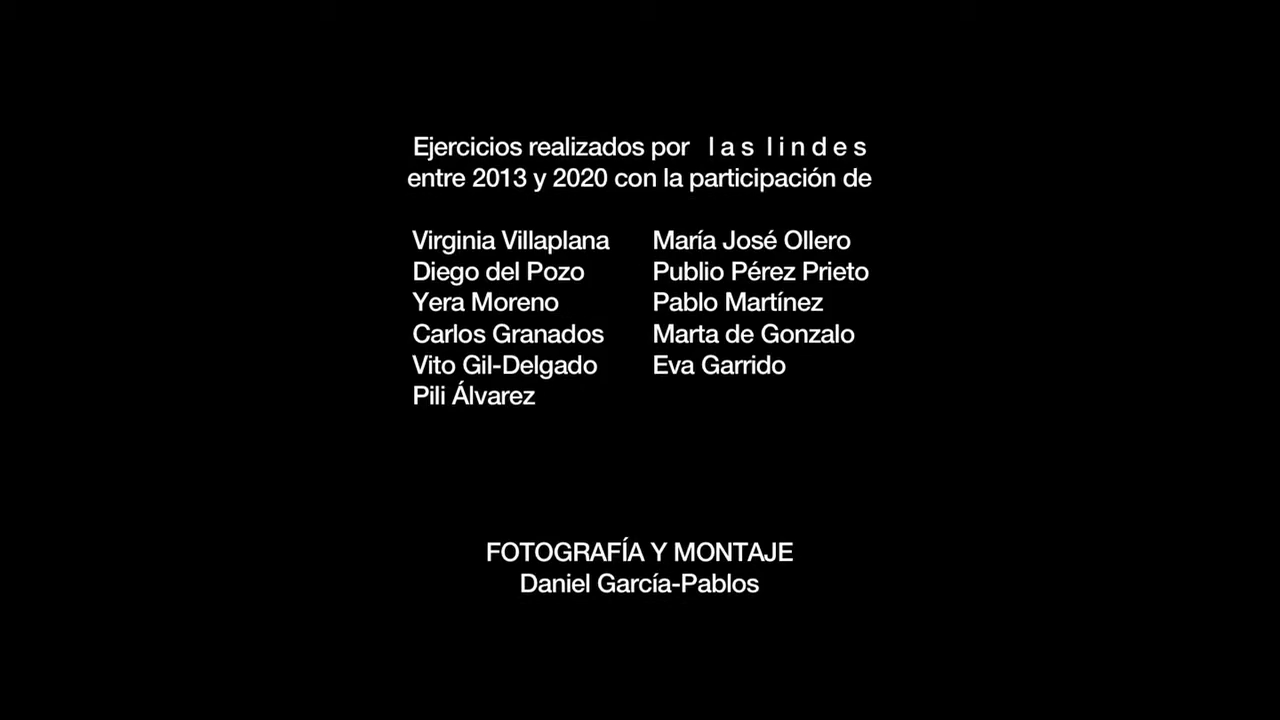 Ejercicios realizados por l a s l i n d e s
entre 2013 y 2020 con la participación de
Virginia Villaplana
Diego del Pozo
Yera Moreno
Carlos Granados
Vito Gil-Delgado
Pili Álvarez
María José Ollero
Publio Pérez Prieto
Pablo Martínez
Marta de Gonzalo
Eva Garrido
FOTOGRAFÍA Y MONTAJE
Daniel García-Pablos